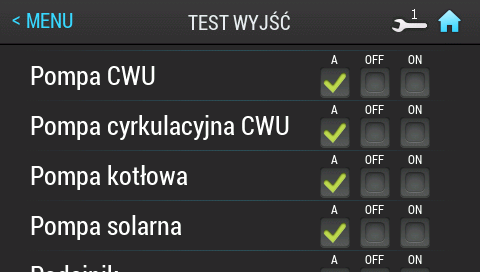 < MENU TEST WYJŚĆ 1
A OFF ON
Pompa CWU
A OFF ON
Pompa cyrkulacyjna CWU
A OFF ON
Pompa kotłowa
A OFF ON
Pompa solarna
A OFF ON
Podajnik